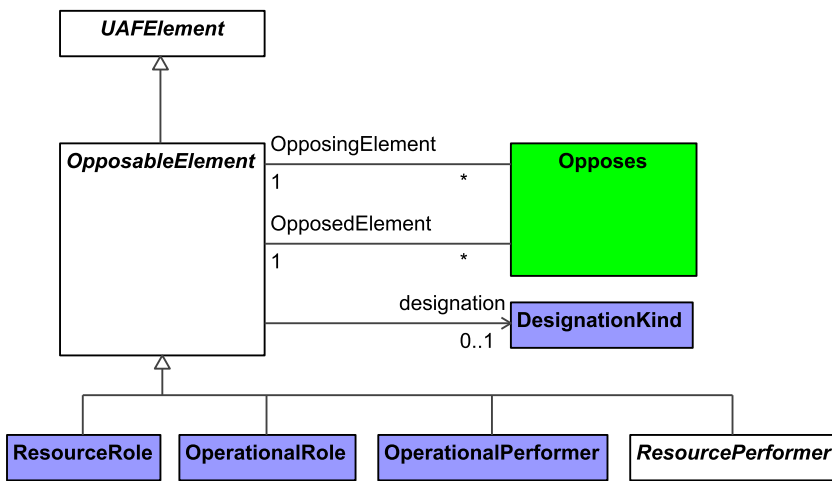 UAFElement
OpposableElement
OpposingElement
1 *
Opposes
OpposedElement
1 *
designation
0..1
DesignationKind
ResourceRole
OperationalRole
OperationalPerformer
ResourcePerformer